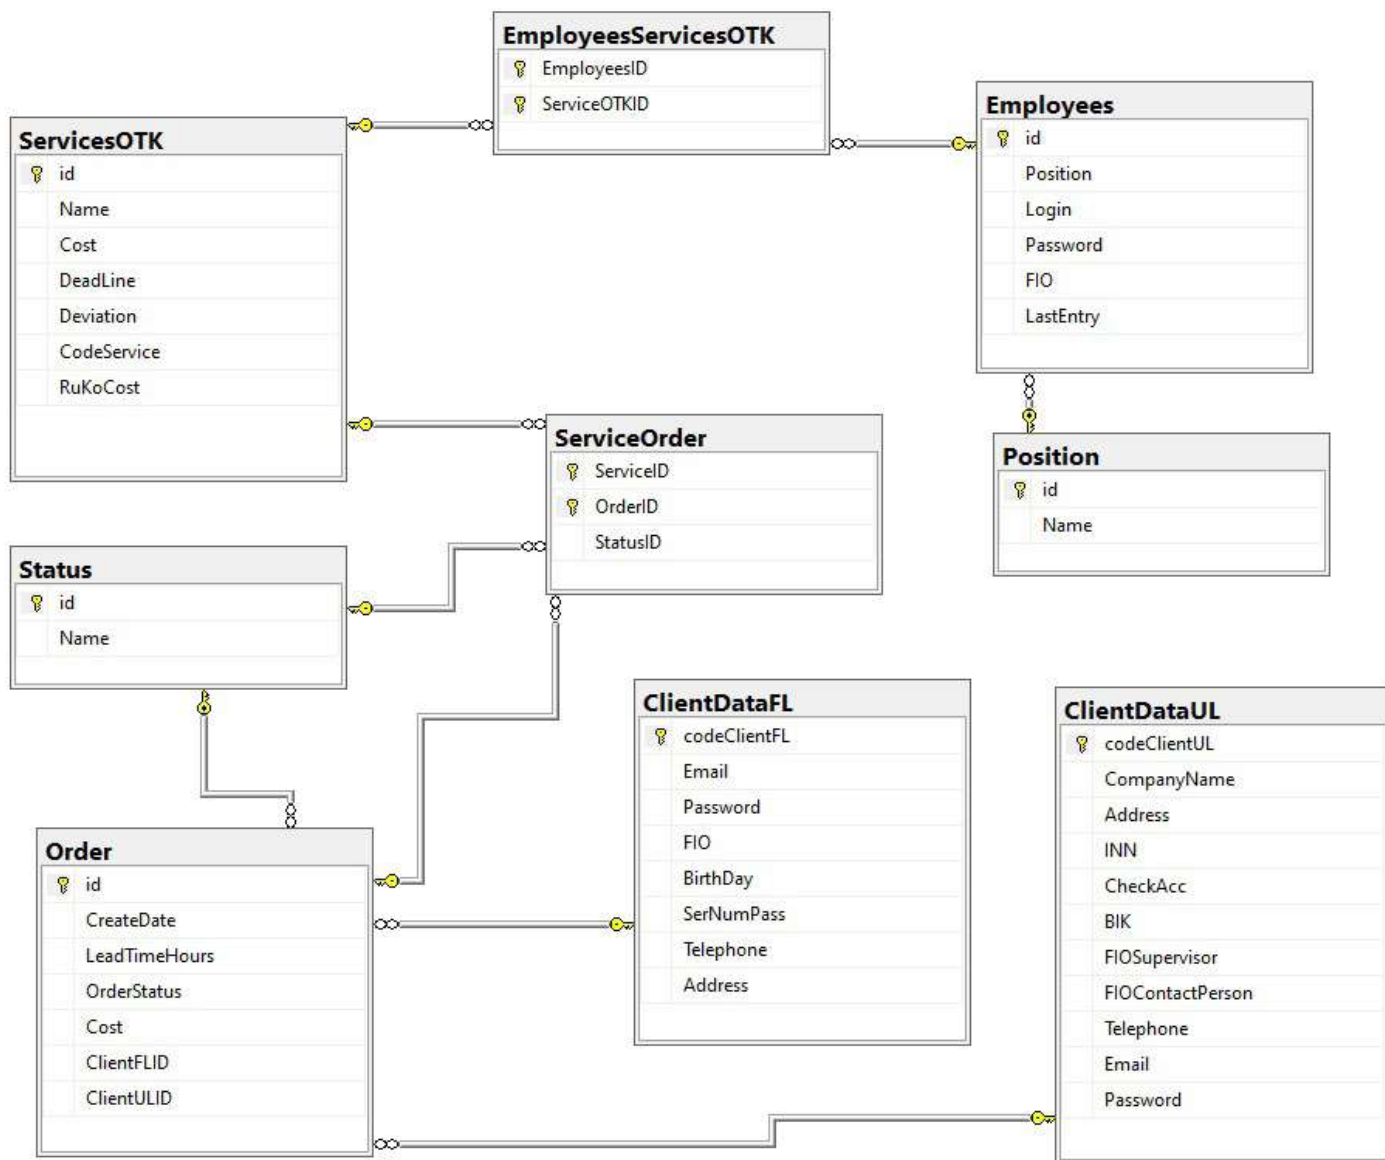 EmployeesServicesOTK
EmployeesID
ServiceOTKID
Employees
id
Position
Login
Password
FIO
LastEntry
ServicesOTK
id
Name
Cost
DeadLine
Deviation
CodeService
RuKoCost
ServiceOrder
ServiceID
OrderID
StatusID
Position
id
Name
Status
id
Name
ClientDataFL
codeClientFL
Email
Password
FIO
BirthDay
SerNumPass
Telephone
Address
ClientDataUL
codeClientUL
CompanyName
Address
INN
CheckAcc
BIK
FIOSupervisor
FIOContactPerson
Telephone
Email
Password
Order
id
CreateDate
LeadTimeHours
OrderStatus
Cost
ClientFLID
ClientULID